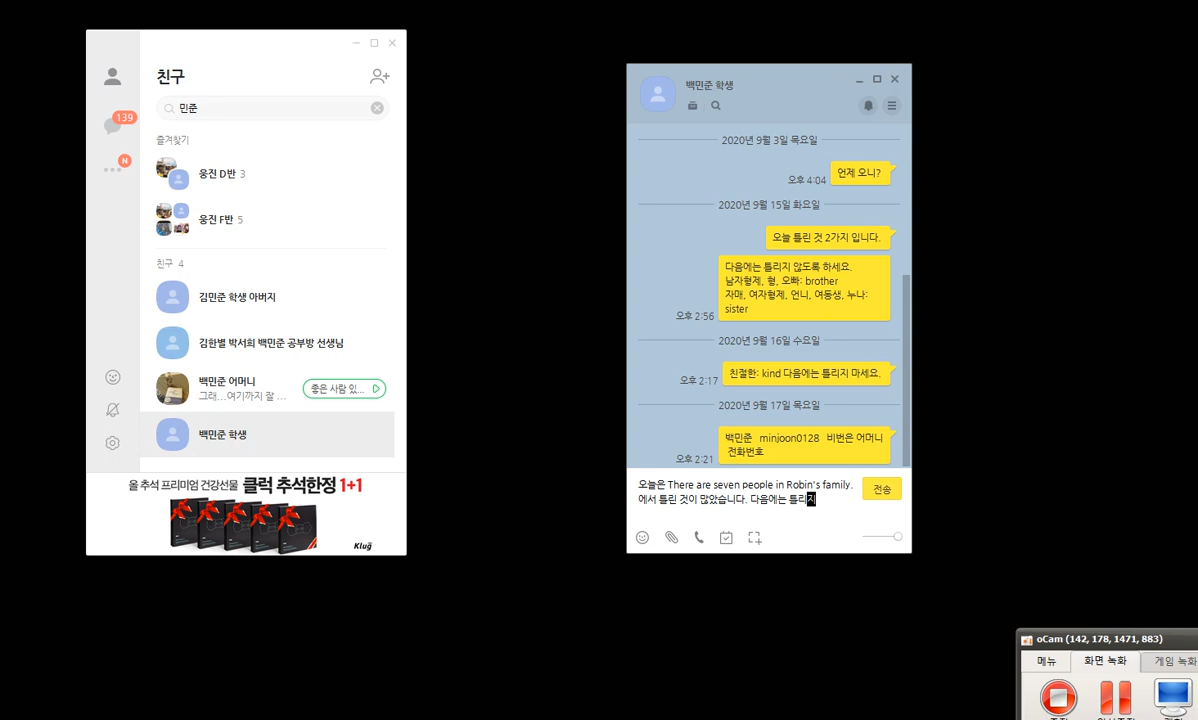 친구
민준
139
N
즐겨찾기
웅진 D반 3
웅진 F반 5
친구 4
김민준 학생 아버지
김한별 박서희 백민준 공부방 선생님
백민준 어머니
그래...여기까지 잘 ...
좋은 사람 있...
백민준 학생
올 추석 프리미엄 건강선물 클럭 추석한정 1+1
Klug
백민준 학생
2020년 9월 3일 목요일
언제 오니?
오후 4:04
2020년 9월 15일 화요일
오늘 틀린 것 2가지 입니다.
다음에는 틀리지 않도록 하세요.
남자형제, 형, 오빠: brother
자매, 여자형제, 언니, 여동생, 누나:
sister
오후 2:56
2020년 9월 16일 수요일
친절한: kind 다음에는 틀리지 마세요.
오후 2:17
2020년 9월 17일 목요일
백민준 minjoon0128 비번은 어머니
전화번호
오후 2:21
오늘은 There are seven people in Robin's family.
에서 틀린 것이 많았습니다. 다음에는 틀리지
전송
oCam (142, 178, 1471, 883)
메뉴
화면 녹화
게임 녹화